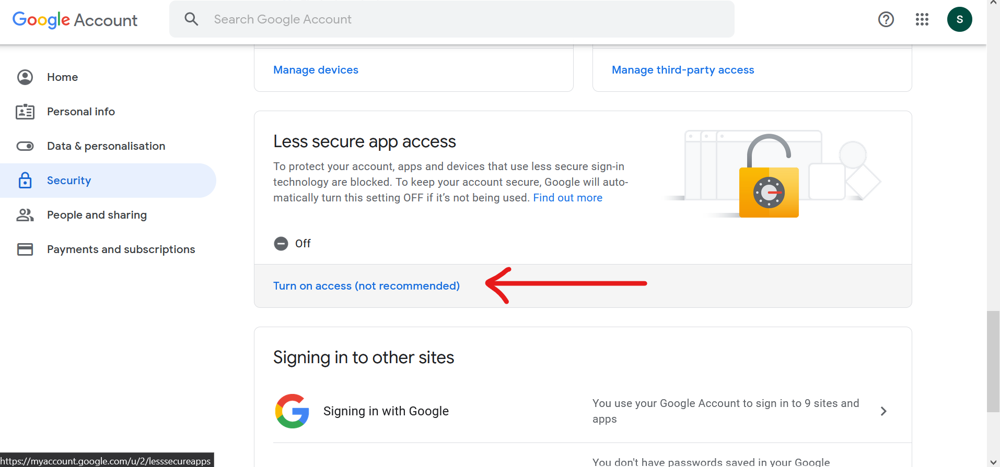 Google Account
Search Google Account
S
Home
Personal info
Data & personalisation
Security
People and sharing
Payments and subscriptions
Manage devices
Manage third-party access
Less secure app access
To protect your account, apps and devices that use less secure sign-in
technology are blocked. To keep your account secure, Google will auto-
matically turn this setting OFF if it’s not being used. Find out more
Off
Turn on access (not recommended)
Signing in to other sites
Signing in with Google
You use your Google Account to sign in to 9 sites and
apps
You don't have passwords saved in your Google
https://myaccount.google.com/u/2/lesssecureapps